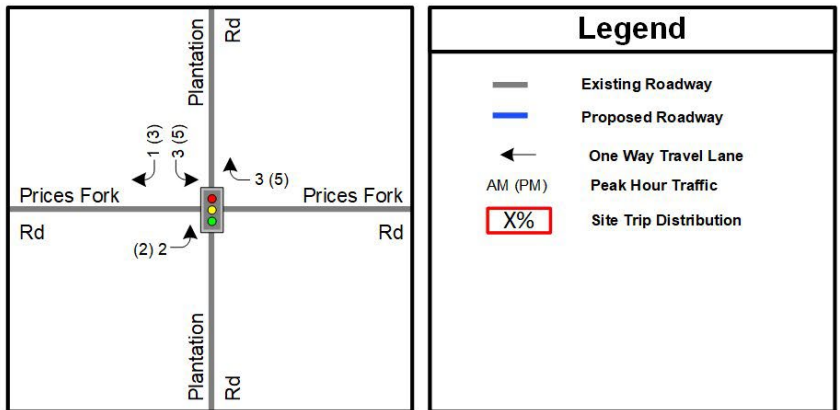 Plantation
Rd
1 (3)
3 (5)
3 (5)
Prices Fork
Prices Fork
Rd
Rd
(2) 2
Plantation
Rd
Legend
Existing Roadway
Proposed Roadway
One Way Travel Lane
AM (PM) Peak Hour Traffic
X% Site Trip Distribution